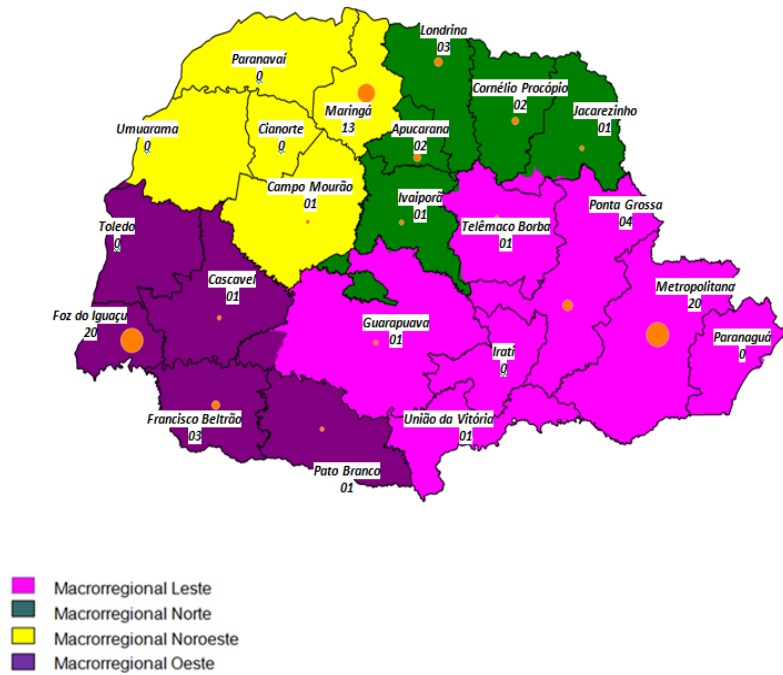 Londrina
03
Paranavaí
0
Cornélio Procópio
02
Maringá
13
Jacarezinho
01
Umuarama
0
Cianorte
0
Apucarana
02
Campo Mourão
01
Ivaiporã
01
Ponta Grossa
04
Toledo
0
Telêmaco Borba
01
Cascavel
01
Metropolitana
20
Foz do Iguaçu
20
Guarapuava
01
Paranaguá
0
Irati
0
Francisco Beltrão
03
União da Vitória
01
Pato Branco
01
Macrorregional Leste
Macrorregional Norte
Macrorregional Noroeste
Macrorregional Oeste